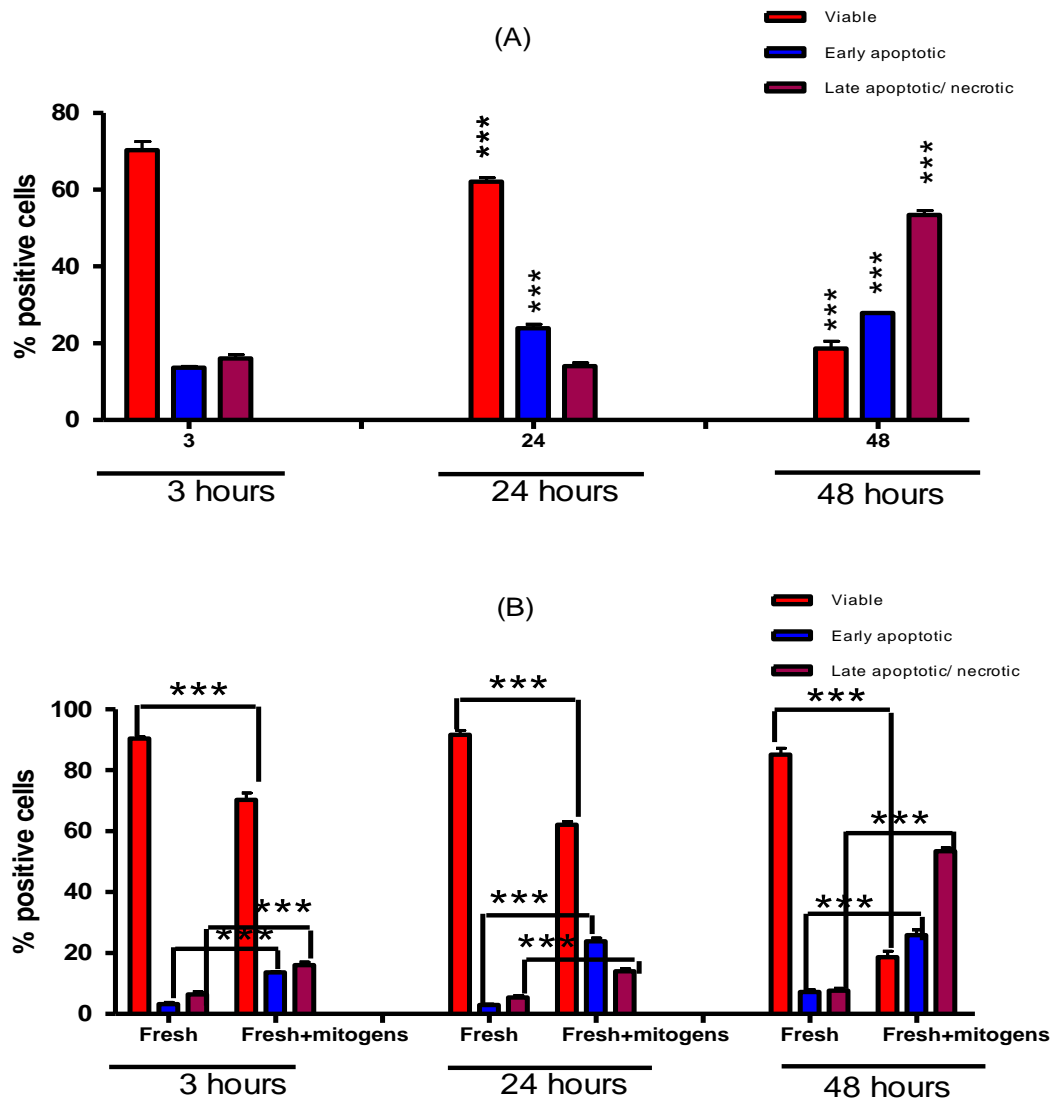 Viable
(A)
Early apoptotic
Late apoptotic/ necrotic
% positive cells
80
60
40
20
0
***
***
***
***
***
3
24
48
3 hours
24 hours
48 hours
(B)
Viable
Early apoptotic
Late apoptotic/ necrotic
% positive cells
100
80
60
40
20
0
***
***
***
***
***
***
***
***
***
Fresh
Fresh+mitogens
Fresh
Fresh+mitogens
Fresh
Fresh+mitogens
3 hours
24 hours
48 hours